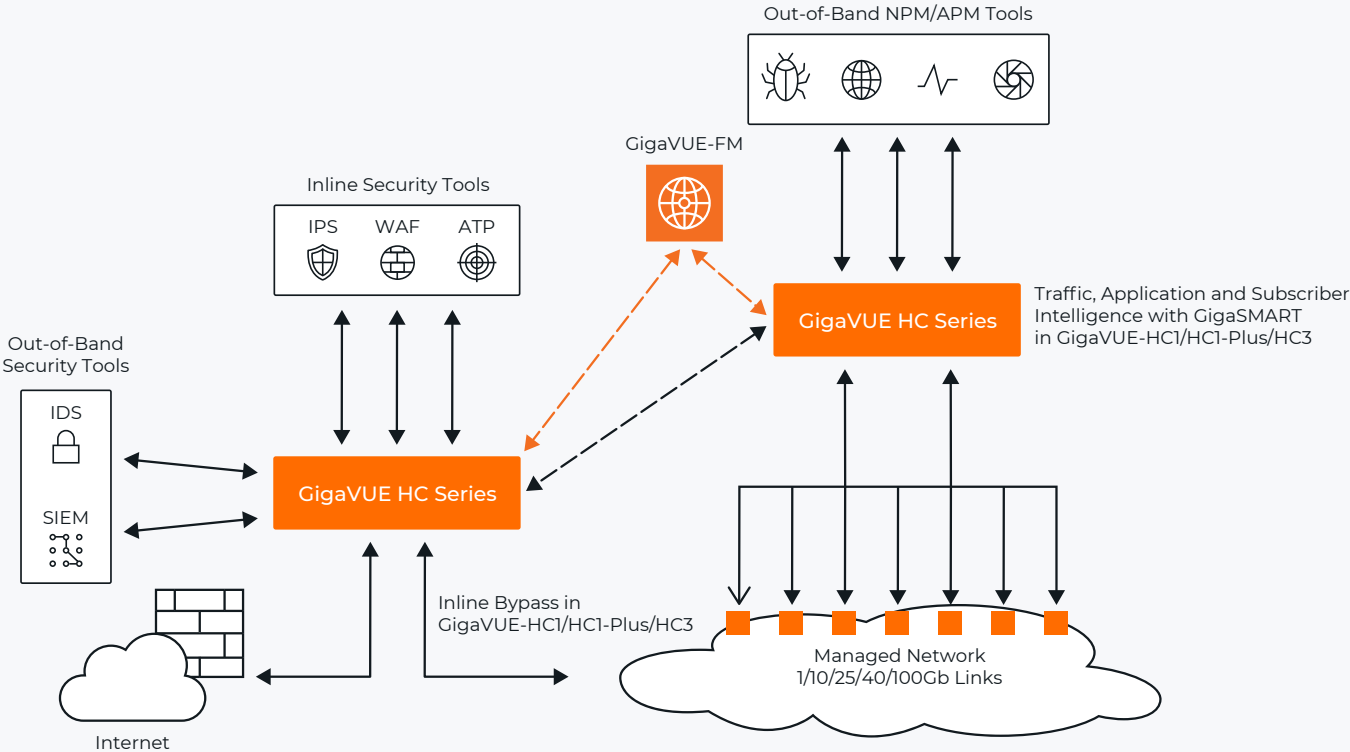 Out-of-Band NPM/APM Tools
GigaVUE-FM
Inline Security Tools
IPS WAF ATP
GigaVUE HC Series
Traffic, Application and Subscriber
Intelligence with GigaSMART
in GigaVUE-HC1/HC1-Plus/HC3
Out-of-Band
Security Tools
IDS
SIEM
GigaVUE HC Series
Inline Bypass in
GigaVUE-HC1/HC1-Plus/HC3
Managed Network
1/10/25/40/100Gb Links
Internet